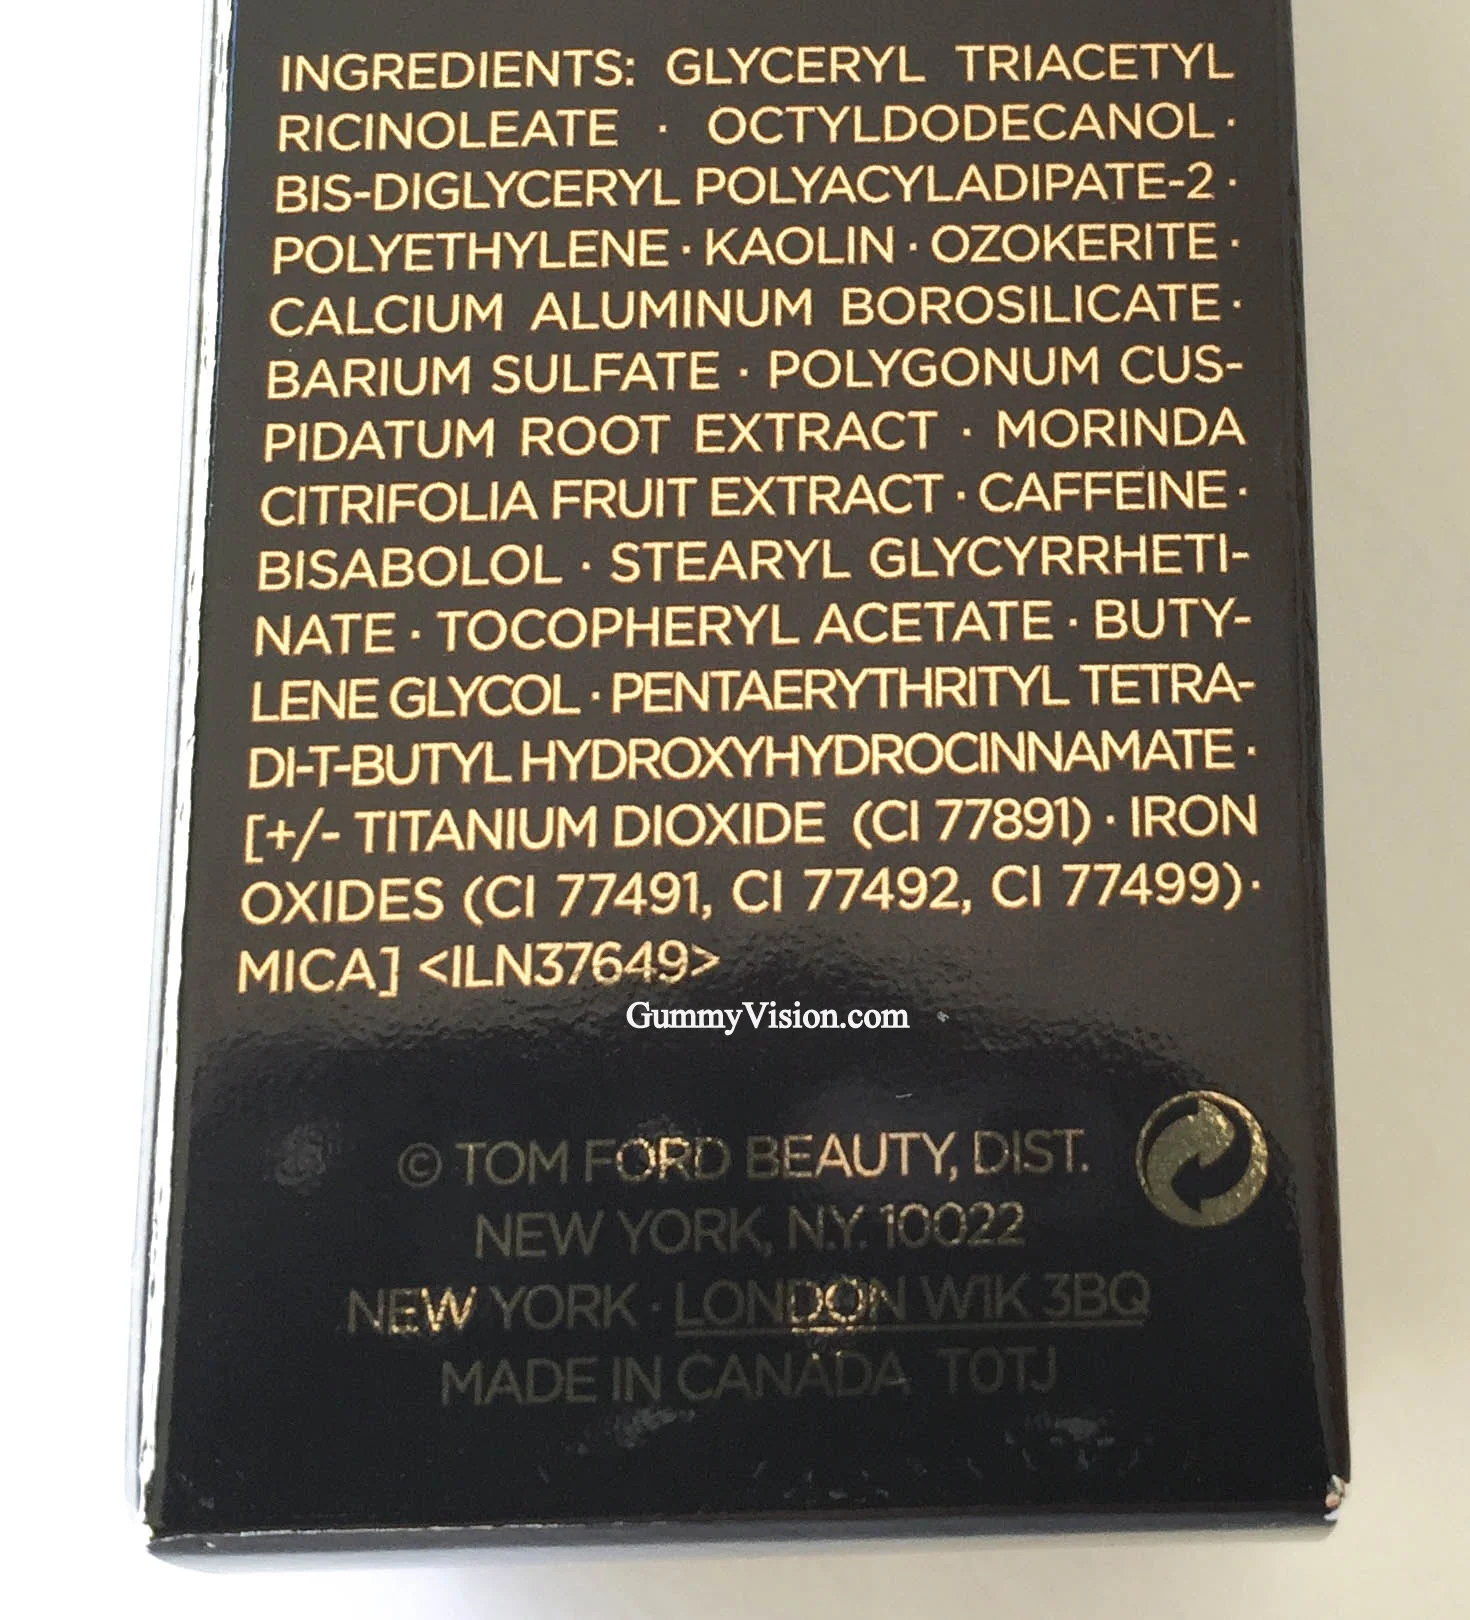 INGREDIENTS: GLYCERYL TRIACETYL
RICINOLEATE · OCTYLDODECANOL ·
BIS-DIGLYCERYL POLYACYLADIPATE-2 ·
POLYETHYLENE · KAOLIN · OZOKERITE ·
CALCIUM ALUMINUM BOROSILICATE ·
BARIUM SULFATE · POLYGONUM CUS-
PIDATUM ROOT EXTRACT · MORINDA
CITRIFOLIA FRUIT EXTRACT · CAFFEINE ·
BISABOLOL · STEARYL GLYCYRRHETI-
NATE · TOCOPHERYL ACETATE · BUTY-
LENE GLYCOL · PENTAERYTHRITYL TETRA-
DI-T-BUTYL HYDROXYHYDROCINNAMATE ·
[+/- TITANIUM DIOXIDE (CI 77891) · IRON
OXIDES (CI 77491, CI 77492, CI 77499) ·
MICA] <ILN37649>
GummyVision.com
© TOM FORD BEAUTY, DIST.
NEW YORK, N.Y. 10022
NEW YORK · LONDON W1K 3BQ
MADE IN CANADA T0TJ